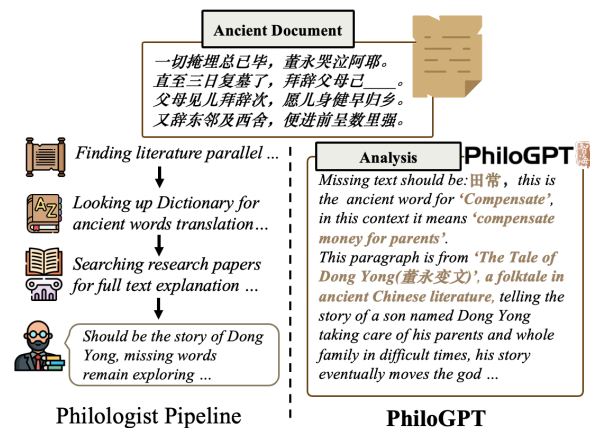 Ancient Document
一切掩埋总已毕，董永哭泣阿耶。
直至三日复墓了，拜辞父母己____。
父母见儿拜辞次，愿儿身健早归乡。
又辞东邻及西舍，便进前呈数里强。
Finding literature parallel ...
Looking up Dictionary for
ancient words translation...
Searching research papers
for full text explanation ...
Should be the story of Dong
Yong, missing words
remain exploring ...
Philologist Pipeline
Analysis
PhiloGPT
Missing text should be:田常，this is
the ancient word for ‘Compensate’,
in this context it means ‘compensate
money for parents’.
This paragraph is from ‘The Tale of
Dong Yong(董永变文)’, a folktale in
ancient Chinese literature, telling the
story of a son named Dong Yong
taking care of his parents and whole
family in difficult times, his story
eventually moves the god ...
PhiloGPT